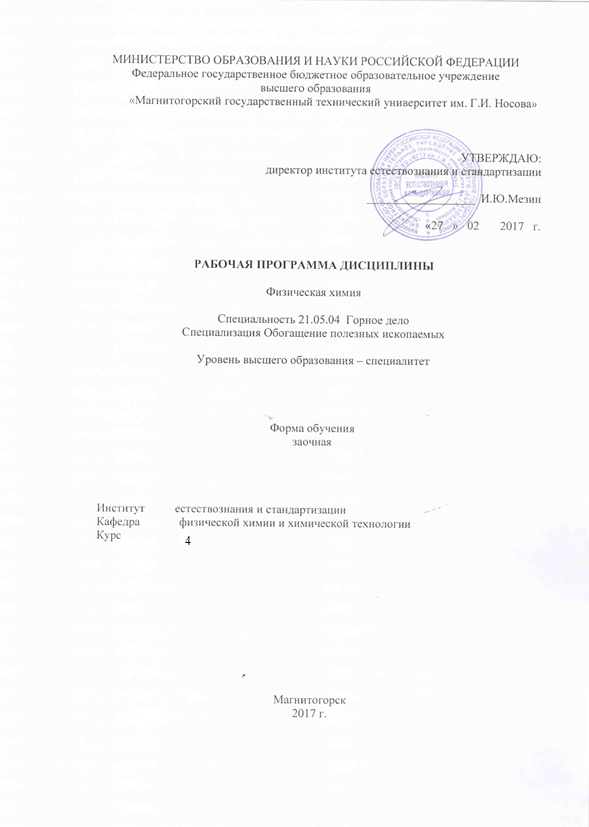 МИНИСТЕРСТВО ОБРАЗОВАНИЯ И НАУКИ РОССИЙСКОЙ ФЕДЕРАЦИИ
Федеральное государственное бюджетное образовательное учреждение
высшего образования
«Магнитогорский государственный технический университет им. Г.И. Носова»
УТВЕРЖДАЮ:
директор института естествознания и стандартизации
И.Ю.Мезин
«27 » 02 2017 г.
РАБОЧАЯ ПРОГРАММА ДИСЦИПЛИНЫ
Физическая химия
Специальность 21.05.04 Горное дело
Специализация Обогащение полезных ископаемых
Уровень высшего образования – специалитет
Форма обучения
заочная
Институт естествознания и стандартизации
Кафедра физической химии и химической технологии
Курс 4
Магнитогорск
2017 г.